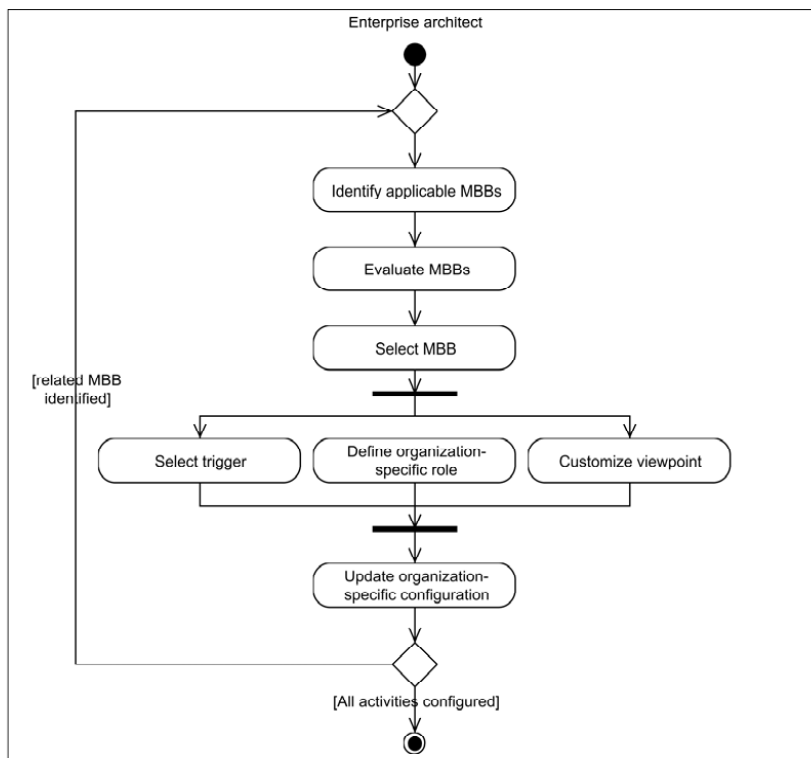 Enterprise architect
Identify applicable MBBs
Evaluate MBBs
Select MBB
[related MBB
identified]
Select trigger
Define organization-
specific role
Customize viewpoint
Update organization-
specific configuration
[All activities configured]